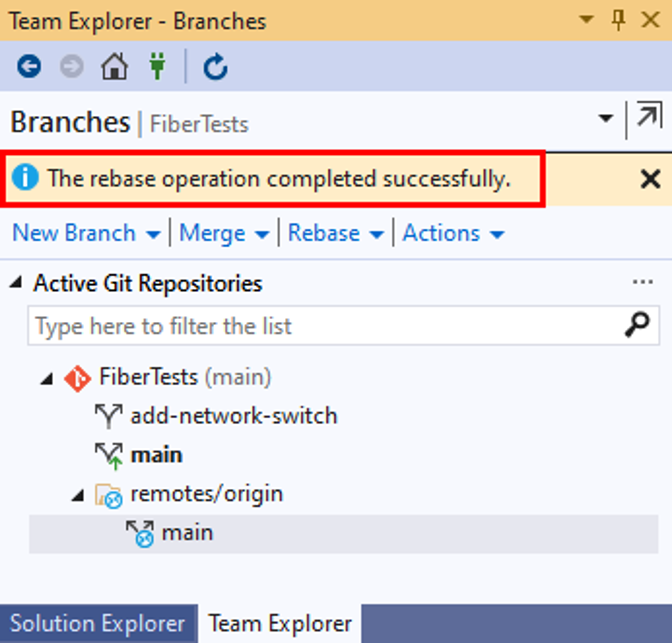 Team Explorer - Branches
Branches | FiberTests
The rebase operation completed successfully.
New Branch | Merge | Rebase | Actions
Active Git Repositories
Type here to filter the list
FiberTests (main)
add-network-switch
main
remotes/origin
main
Solution Explorer Team Explorer